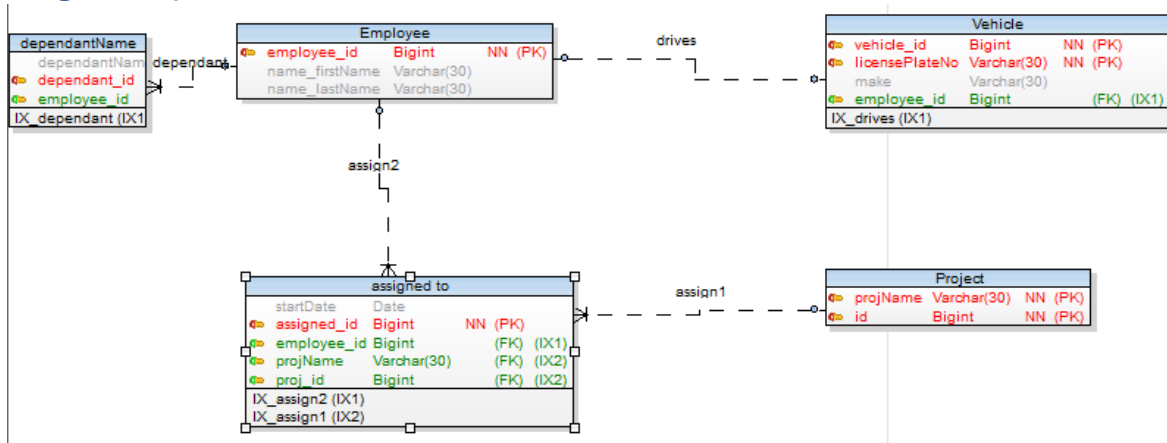 dependantName
dependantNam
dependant_id
employee_id
IX_dependant (IX1
dependant
Employee
employee_id Bigint NN (PK)
name_firstName Varchar(30)
name_lastName Varchar(30)
drives
Vehicle
vehicle_id Bigint NN (PK)
licensePlateNo Varchar(30) NN (PK)
make Varchar(30)
employee_id Bigint (FK) (IX1)
IX_drives (IX1)
assign2
assigned to
startDate Date
assigned_id Bigint NN (PK)
employee_id Bigint (FK) (IX1)
projName Varchar(30) (FK) (IX2)
proj_id Bigint (FK) (IX2)
IX_assign2 (IX1)
IX_assign1 (IX2)
assign1
Project
projName Varchar(30) NN (PK)
id Bigint NN (PK)